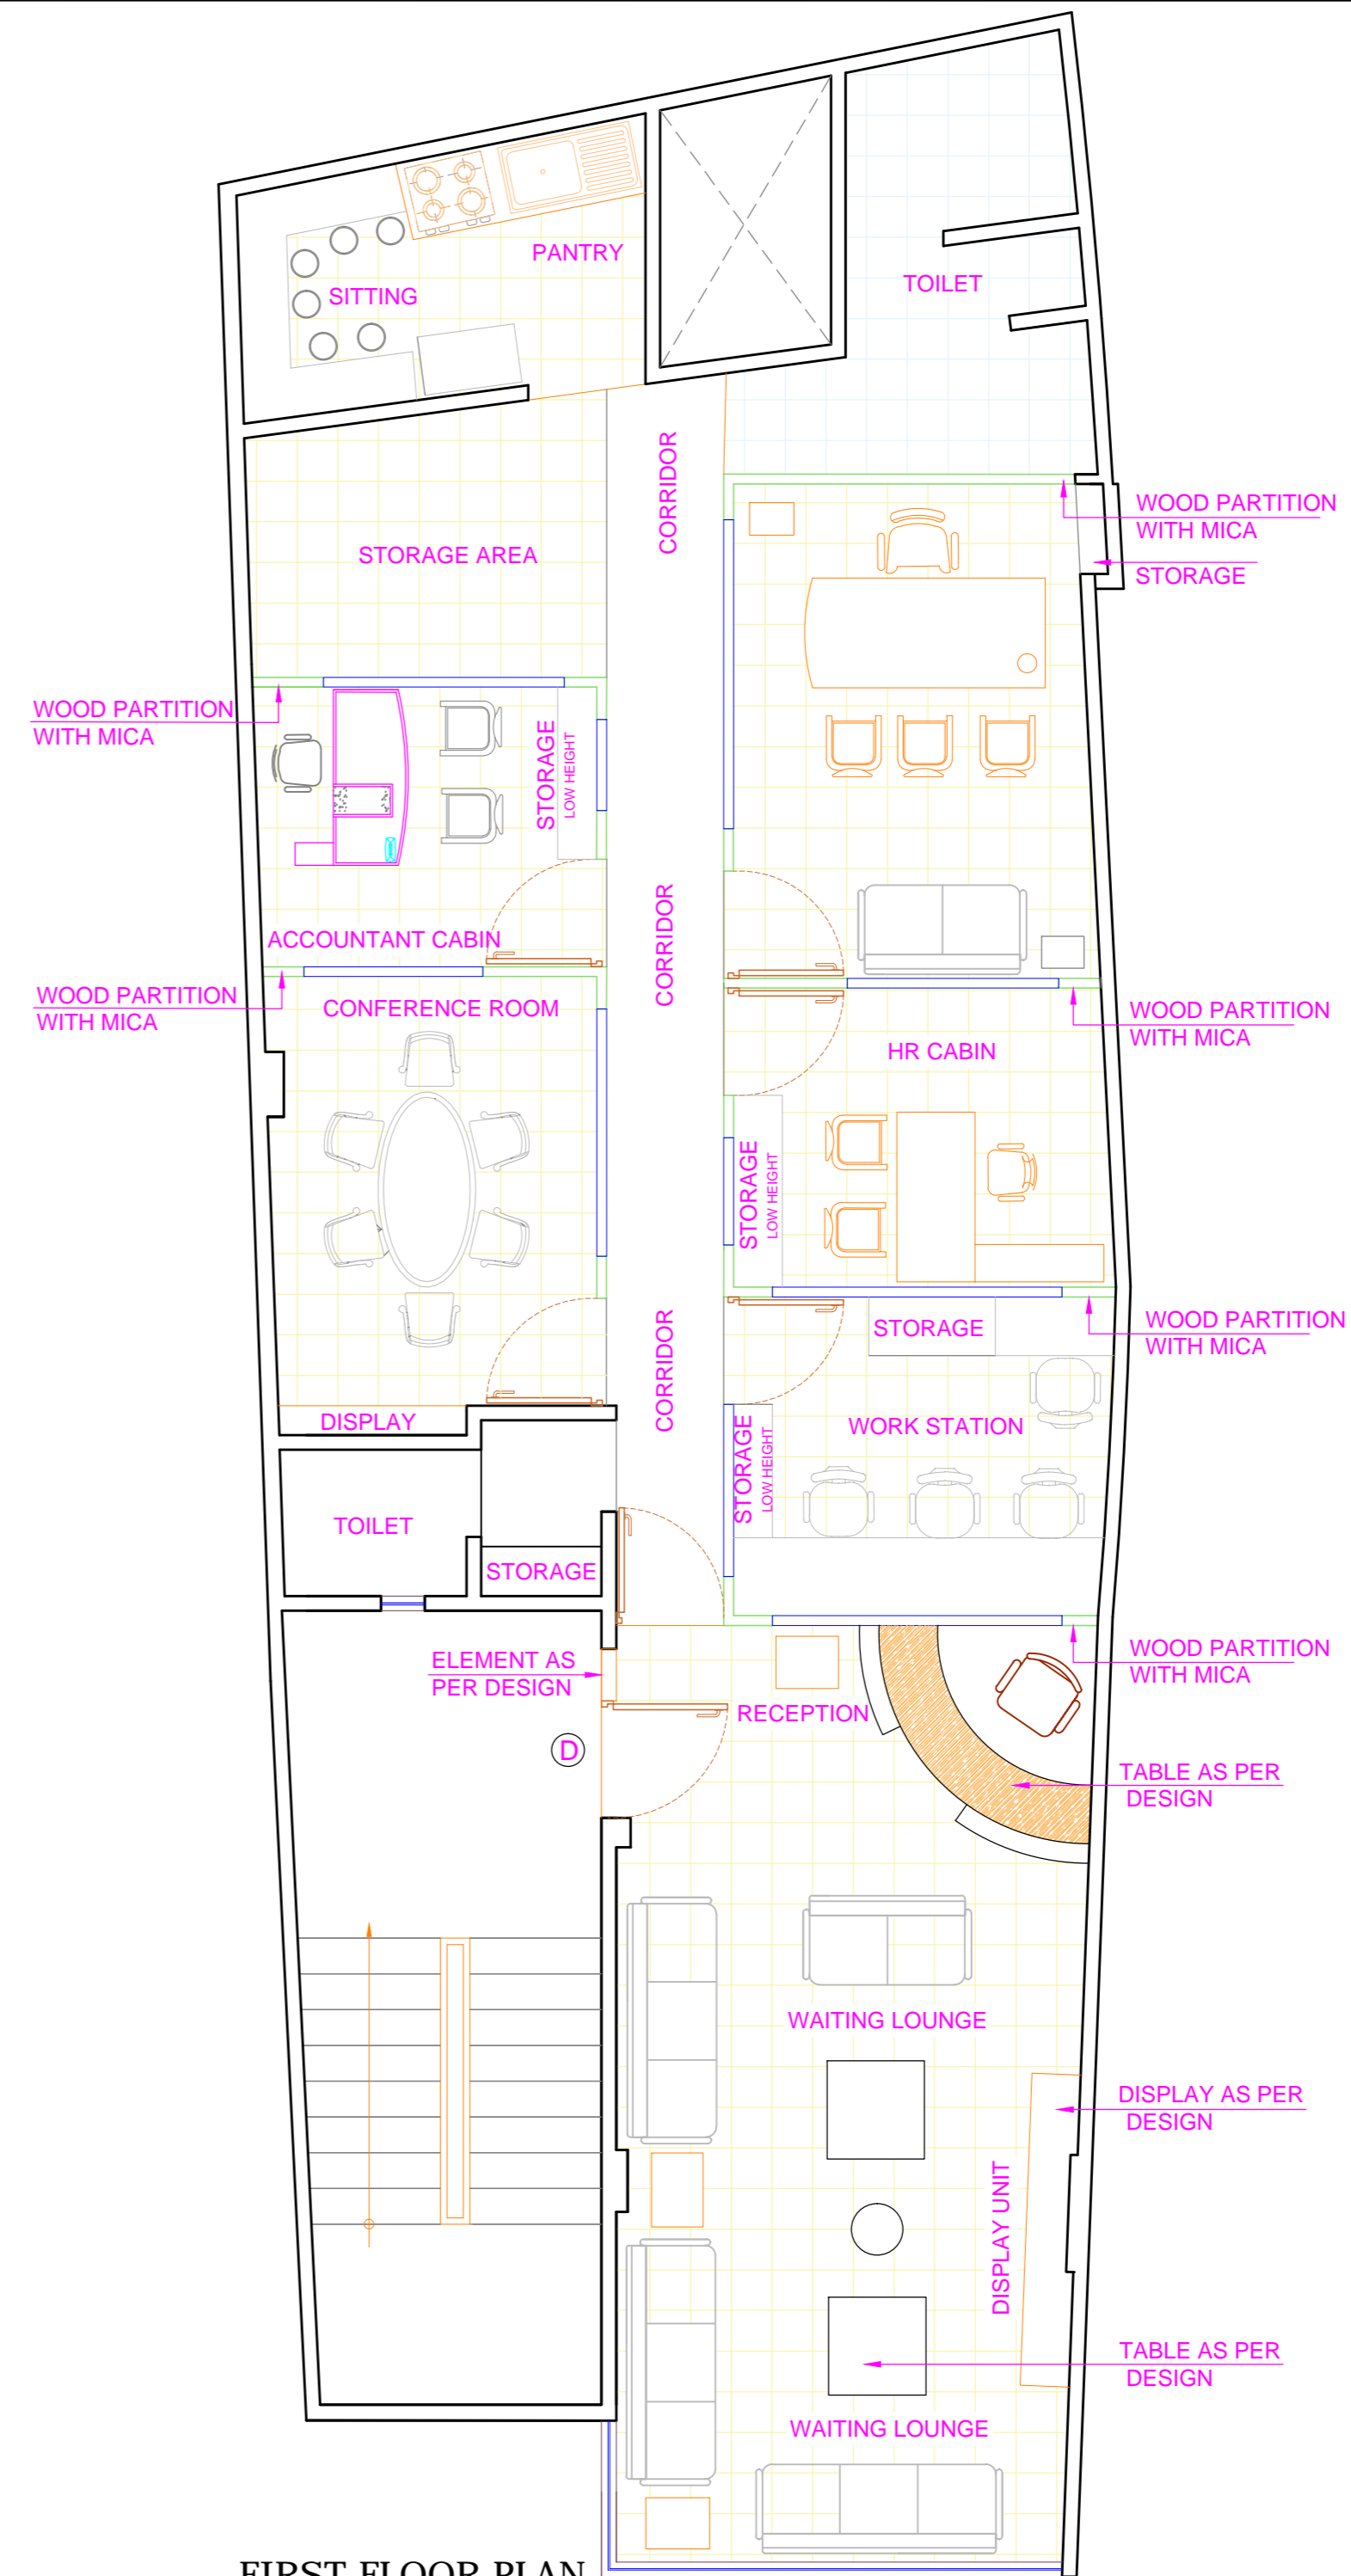 PANTRY
SITTING
TOILET
CORRIDOR
WOOD PARTITION
WITH MICA
STORAGE
STORAGE AREA
WOOD PARTITION
WITH MICA
STORAGE
LOW HEIGHT
ACCOUNTANT CABIN
CORRIDOR
WOOD PARTITION
WITH MICA
CONFERENCE ROOM
WOOD PARTITION
WITH MICA
HR CABIN
STORAGE
LOW HEIGHT
CORRIDOR
STORAGE
WOOD PARTITION
WITH MICA
DISPLAY
WORK STATION
STORAGE
LOW HEIGHT
TOILET
STORAGE
ELEMENT AS
PER DESIGN
WOOD PARTITION
WITH MICA
RECEPTION
D
TABLE AS PER
DESIGN
WAITING LOUNGE
DISPLAY AS PER
DESIGN
DISPLAY UNIT
TABLE AS PER
DESIGN
WAITING LOUNGE
FIRST FLOOR PLAN